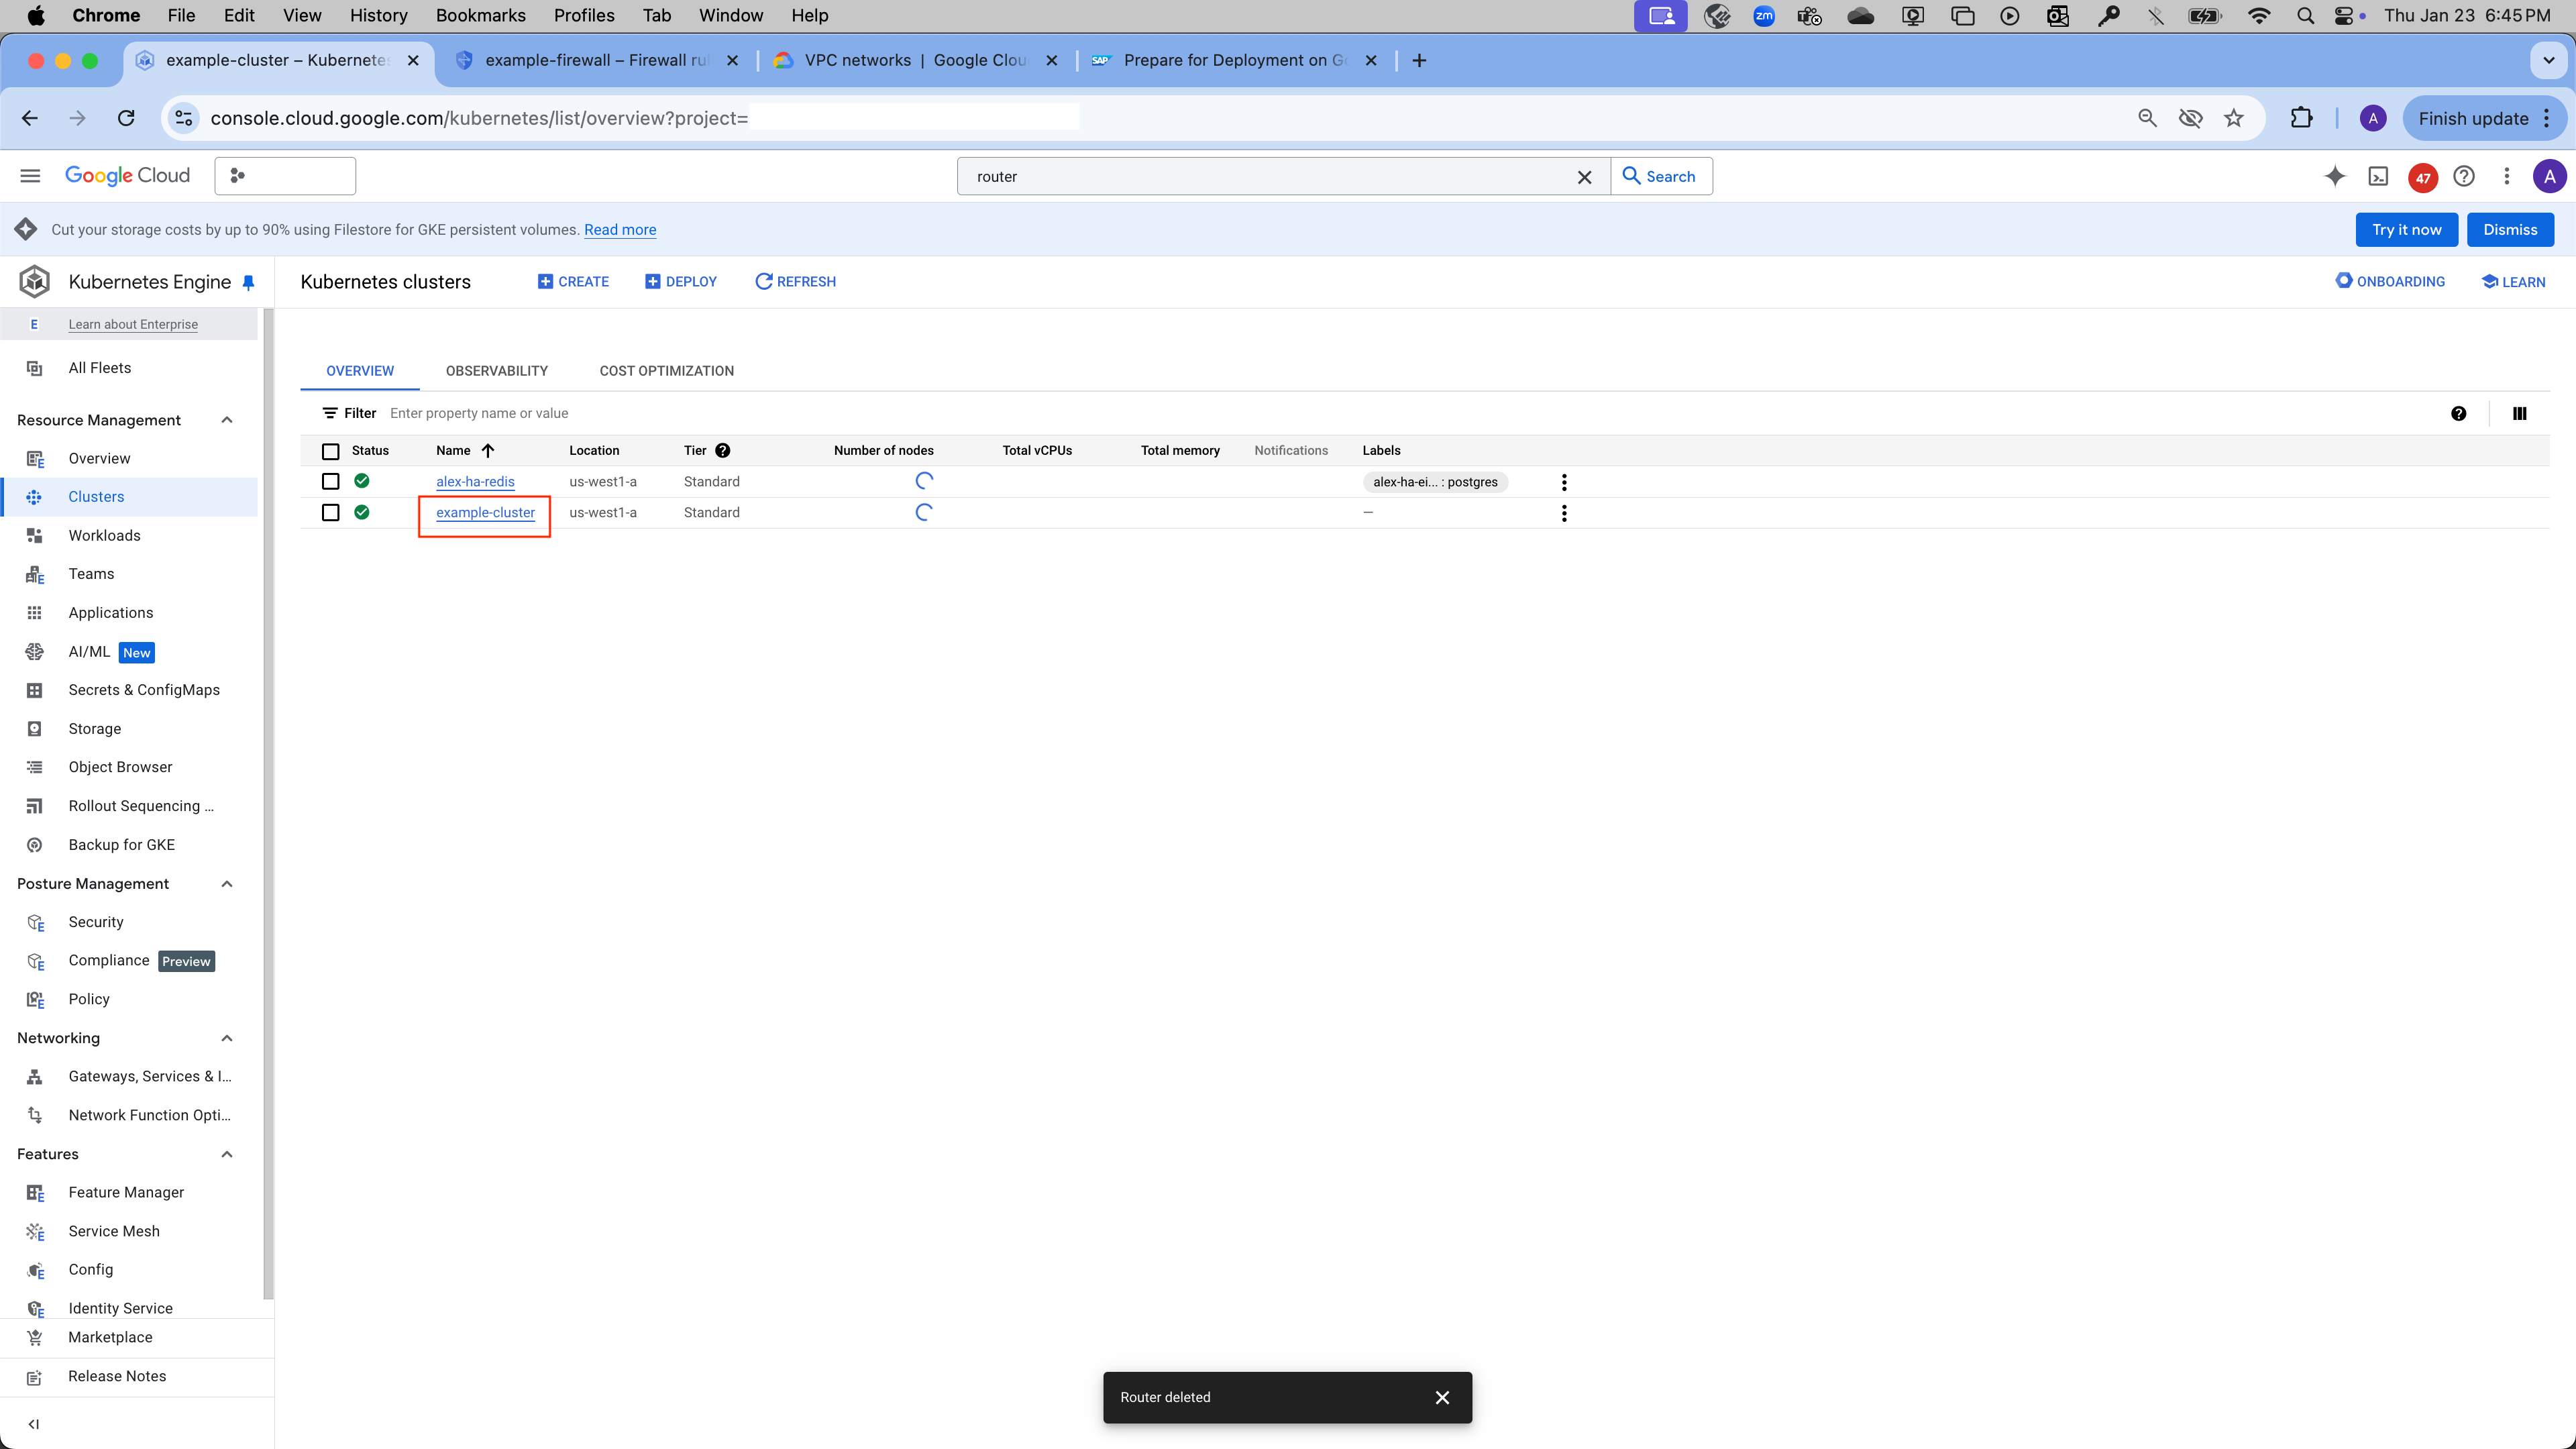 Chrome File Edit View History Bookmarks Profiles Tab Window Help
zm
Thu Jan 23 6:45 PM
example-cluster – Kubernetes
example-firewall – Firewall ru
VPC networks | Google Clou
SAP Prepare for Deployment on Go
console.cloud.google.com/kubernetes/list/overview?project=
A
Finish update
Google Cloud
router
Search
47
A
Cut your storage costs by up to 90% using Filestore for GKE persistent volumes. Read more
Try it now
Dismiss
Kubernetes Engine
Kubernetes clusters
CREATE
DEPLOY
REFRESH
ONBOARDING
LEARN
E Learn about Enterprise
All Fleets
Resource Management
Overview
Clusters
Workloads
Teams
Applications
AI/ML New
Secrets & ConfigMaps
Storage
Object Browser
Rollout Sequencing ...
Backup for GKE
Posture Management
Security
Compliance Preview
Policy
Networking
Gateways, Services & I...
Network Function Opti...
Features
Feature Manager
Service Mesh
Config
Identity Service
Marketplace
Release Notes
OVERVIEW OBSERVABILITY COST OPTIMIZATION
Filter Enter property name or value
Status Name Location Tier Number of nodes Total vCPUs Total memory Notifications Labels
alex-ha-redis us-west1-a Standard alex-ha-ei... : postgres
example-cluster us-west1-a Standard —
Router deleted